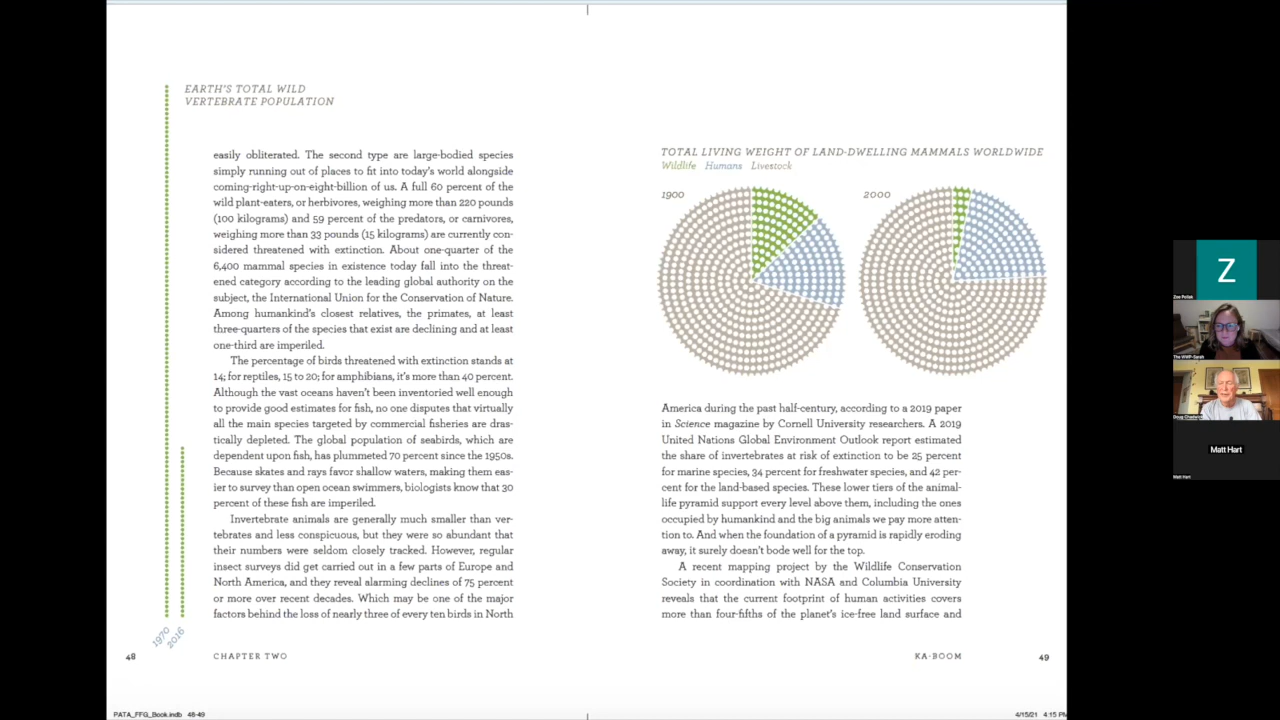 EARTH'S TOTAL WILD
VERTEBRATE POPULATION
easily obliterated. The second type are large-bodied species
simply running out of places to fit into today's world alongside
coming-right-up-on-eight-billion of us. A full 60 percent of the
wild plant-eaters, or herbivores, weighing more than 220 pounds
(100 kilograms) and 59 percent of the predators, or carnivores,
weighing more than 33 pounds (15 kilograms) are currently con-
sidered threatened with extinction. About one-quarter of the
6,400 mammal species in existence today fall into the threat-
ened category according to the leading global authority on the
subject, the International Union for the Conservation of Nature.
Among humankind's closest relatives, the primates, at least
three-quarters of the species that exist are declining and at least
one-third are imperiled.
The percentage of birds threatened with extinction stands at
14; for reptiles, 15 to 20; for amphibians, it's more than 40 percent.
Although the vast oceans haven't been inventoried well enough
to provide good estimates for fish, no one disputes that virtually
all the main species targeted by commercial fisheries are dras-
tically depleted. The global population of seabirds, which are
dependent upon fish, has plummeted 70 percent since the 1950s.
Because skates and rays favor shallow waters, making them eas-
ier to survey than open ocean swimmers, biologists know that 30
percent of these fish are imperiled.
Invertebrate animals are generally much smaller than ver-
tebrates and less conspicuous, but they were so abundant that
their numbers were seldom closely tracked. However, regular
insect surveys did get carried out in a few parts of Europe and
North America, and they reveal alarming declines of 75 percent
or more over recent decades. Which may be one of the major
factors behind the loss of nearly three of every ten birds in North
1970
2016
48
CHAPTER TWO
TOTAL LIVING WEIGHT OF LAND-DWELLING MAMMALS WORLDWIDE
Wildlife Humans Livestock
1900
2000
America during the past half-century, according to a 2019 paper
in Science magazine by Cornell University researchers. A 2019
United Nations Global Environment Outlook report estimated
the share of invertebrates at risk of extinction to be 25 percent
for marine species, 34 percent for freshwater species, and 42 per-
cent for the land-based species. These lower tiers of the animal-
life pyramid support every level above them, including the ones
occupied by humankind and the big animals we pay more atten-
tion to. And when the foundation of a pyramid is rapidly eroding
away, it surely doesn't bode well for the top.
A recent mapping project by the Wildlife Conservation
Society in coordination with NASA and Columbia University
reveals that the current footprint of human activities covers
more than four-fifths of the planet's ice-free land surface and
KA-BOOM
49
PATA_FFG_Book.indb 48-49
4/15/21 4:15 PM
Z
Zoe Pollak
The WWP-Sarah
Doug Chadwick
Matt Hart
Matt Hart